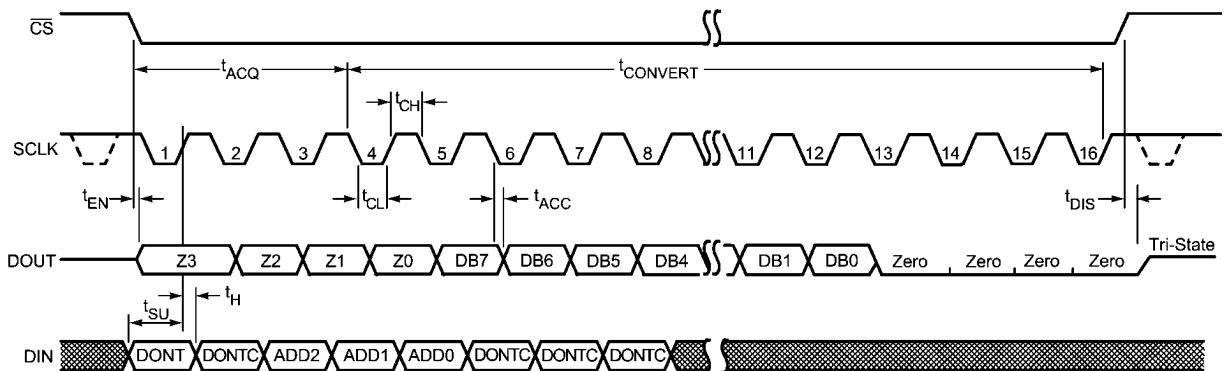 CS
tACQ
tCONVERT
tCH
SCLK
1 2 3 4 5 6 7 8 11 12 13 14 15 16
tEN
tCL
tACC
tDIS
Tri-State
DOUT
Z3 Z2 Z1 Z0 DB7 DB6 DB5 DB4 DB1 DB0 Zero Zero Zero Zero
tSU
tH
DIN
DONT DONTC ADD2 ADD1 ADD0 DONTC DONTC DONTC